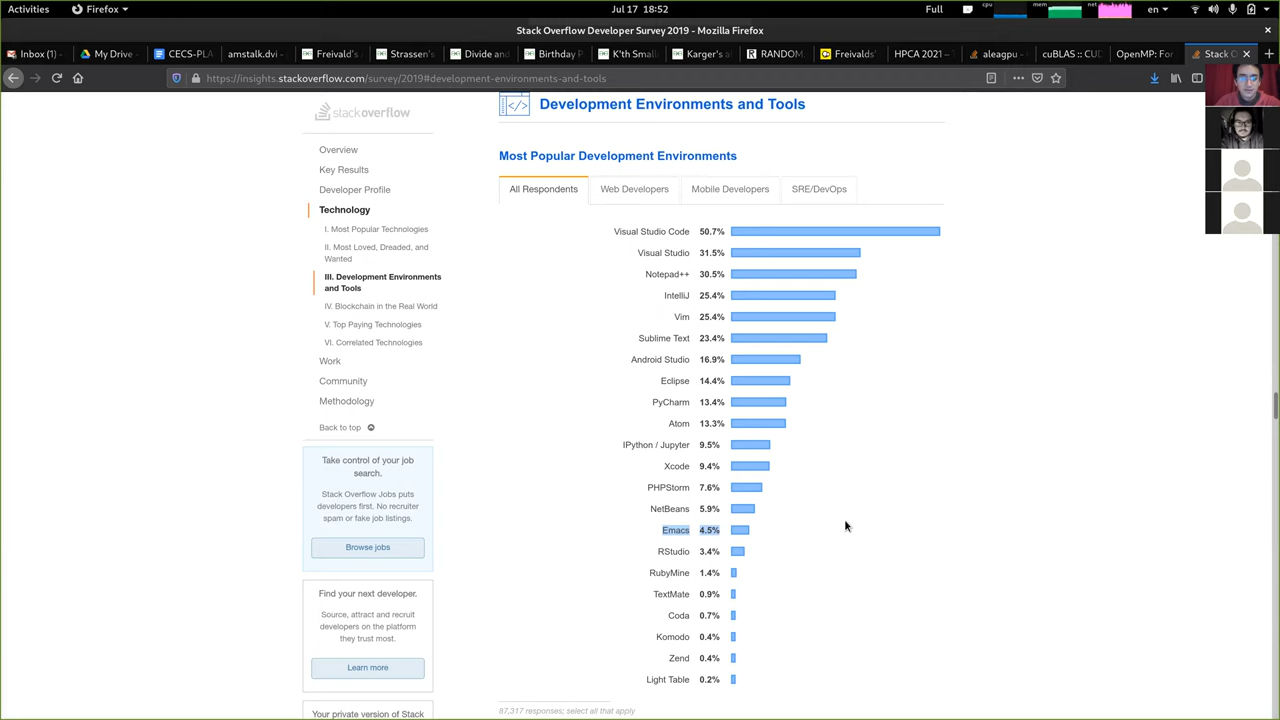 Activities Firefox Jul 17 18:52 Full cpu mem net en
Stack Overflow Developer Survey 2019 - Mozilla Firefox
Inbox (1) My Drive CECS-PLA amstalk.dvi Freivald's Strassen' Divide and Birthday P K'th Small Karger's a RANDOM Freivalds' HPCA 2021 aleagpu cuBLAS :: CUD OpenMP: For Stack O
https://insights.stackoverflow.com/survey/2019#development-environments-and-tools
stackoverflow
Overview
Key Results
Developer Profile
Technology
I. Most Popular Technologies
II. Most Loved, Dreaded, and
Wanted
III. Development Environments
and Tools
IV. Blockchain in the Real World
V. Top Paying Technologies
VI. Correlated Technologies
Work
Community
Methodology
Back to top
Take control of your job
search.
Stack Overflow Jobs puts
developers first. No recruiter
spam or fake job listings.
Browse jobs
Find your next developer.
Source, attract and recruit
developers on the platform
they trust most.
Learn more
Your private version of Stack
</> Development Environments and Tools
Most Popular Development Environments
All Respondents Web Developers Mobile Developers SRE/DevOps
Visual Studio Code 50.7%
Visual Studio 31.5%
Notepad++ 30.5%
IntelliJ 25.4%
Vim 25.4%
Sublime Text 23.4%
Android Studio 16.9%
Eclipse 14.4%
PyCharm 13.4%
Atom 13.3%
IPython / Jupyter 9.5%
Xcode 9.4%
PHPStorm 7.6%
NetBeans 5.9%
Emacs 4.5%
RStudio 3.4%
RubyMine 1.4%
TextMate 0.9%
Coda 0.7%
Komodo 0.4%
Zend 0.4%
Light Table 0.2%
87,317 responses; select all that apply